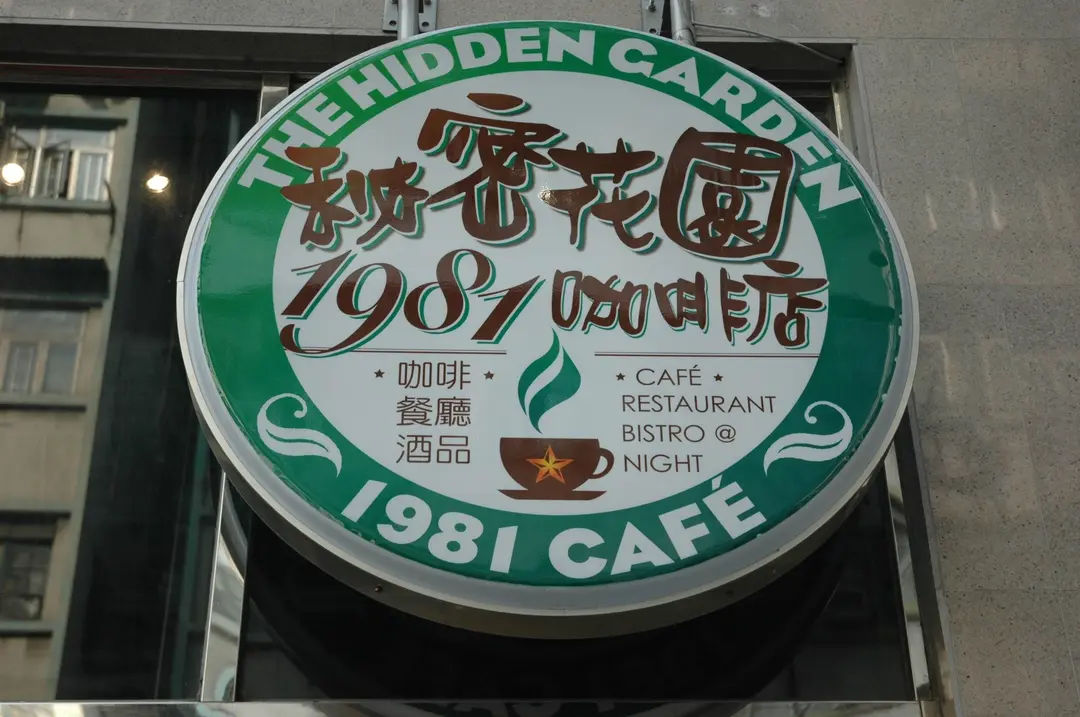 THE HIDDEN GARDEN
秘密花園
1981咖啡店
咖啡
餐廳
酒品
CAFÉ
RESTAURANT
BISTRO @
NIGHT
1981 CAFÉ